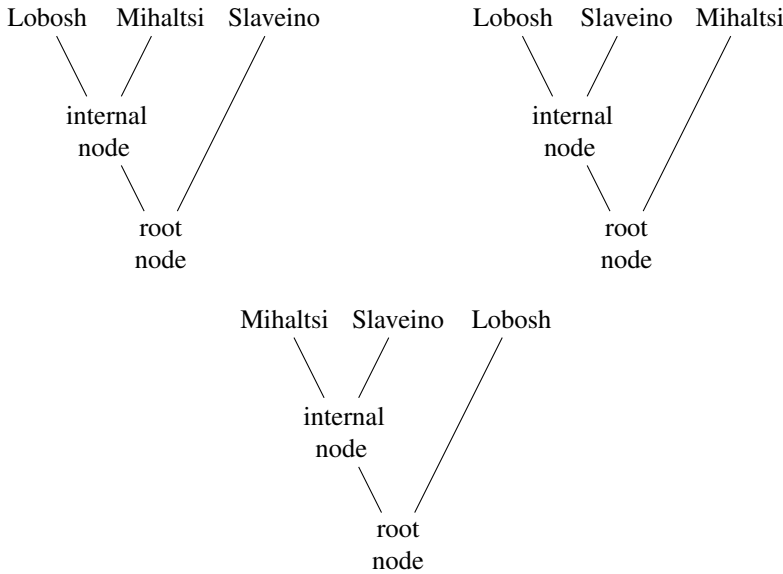 Lobosh Mihaltsi Slaveino
internal
node
root
node
Lobosh Slaveino Mihaltsi
internal
node
root
node
Mihaltsi Slaveino Lobosh
internal
node
root
node